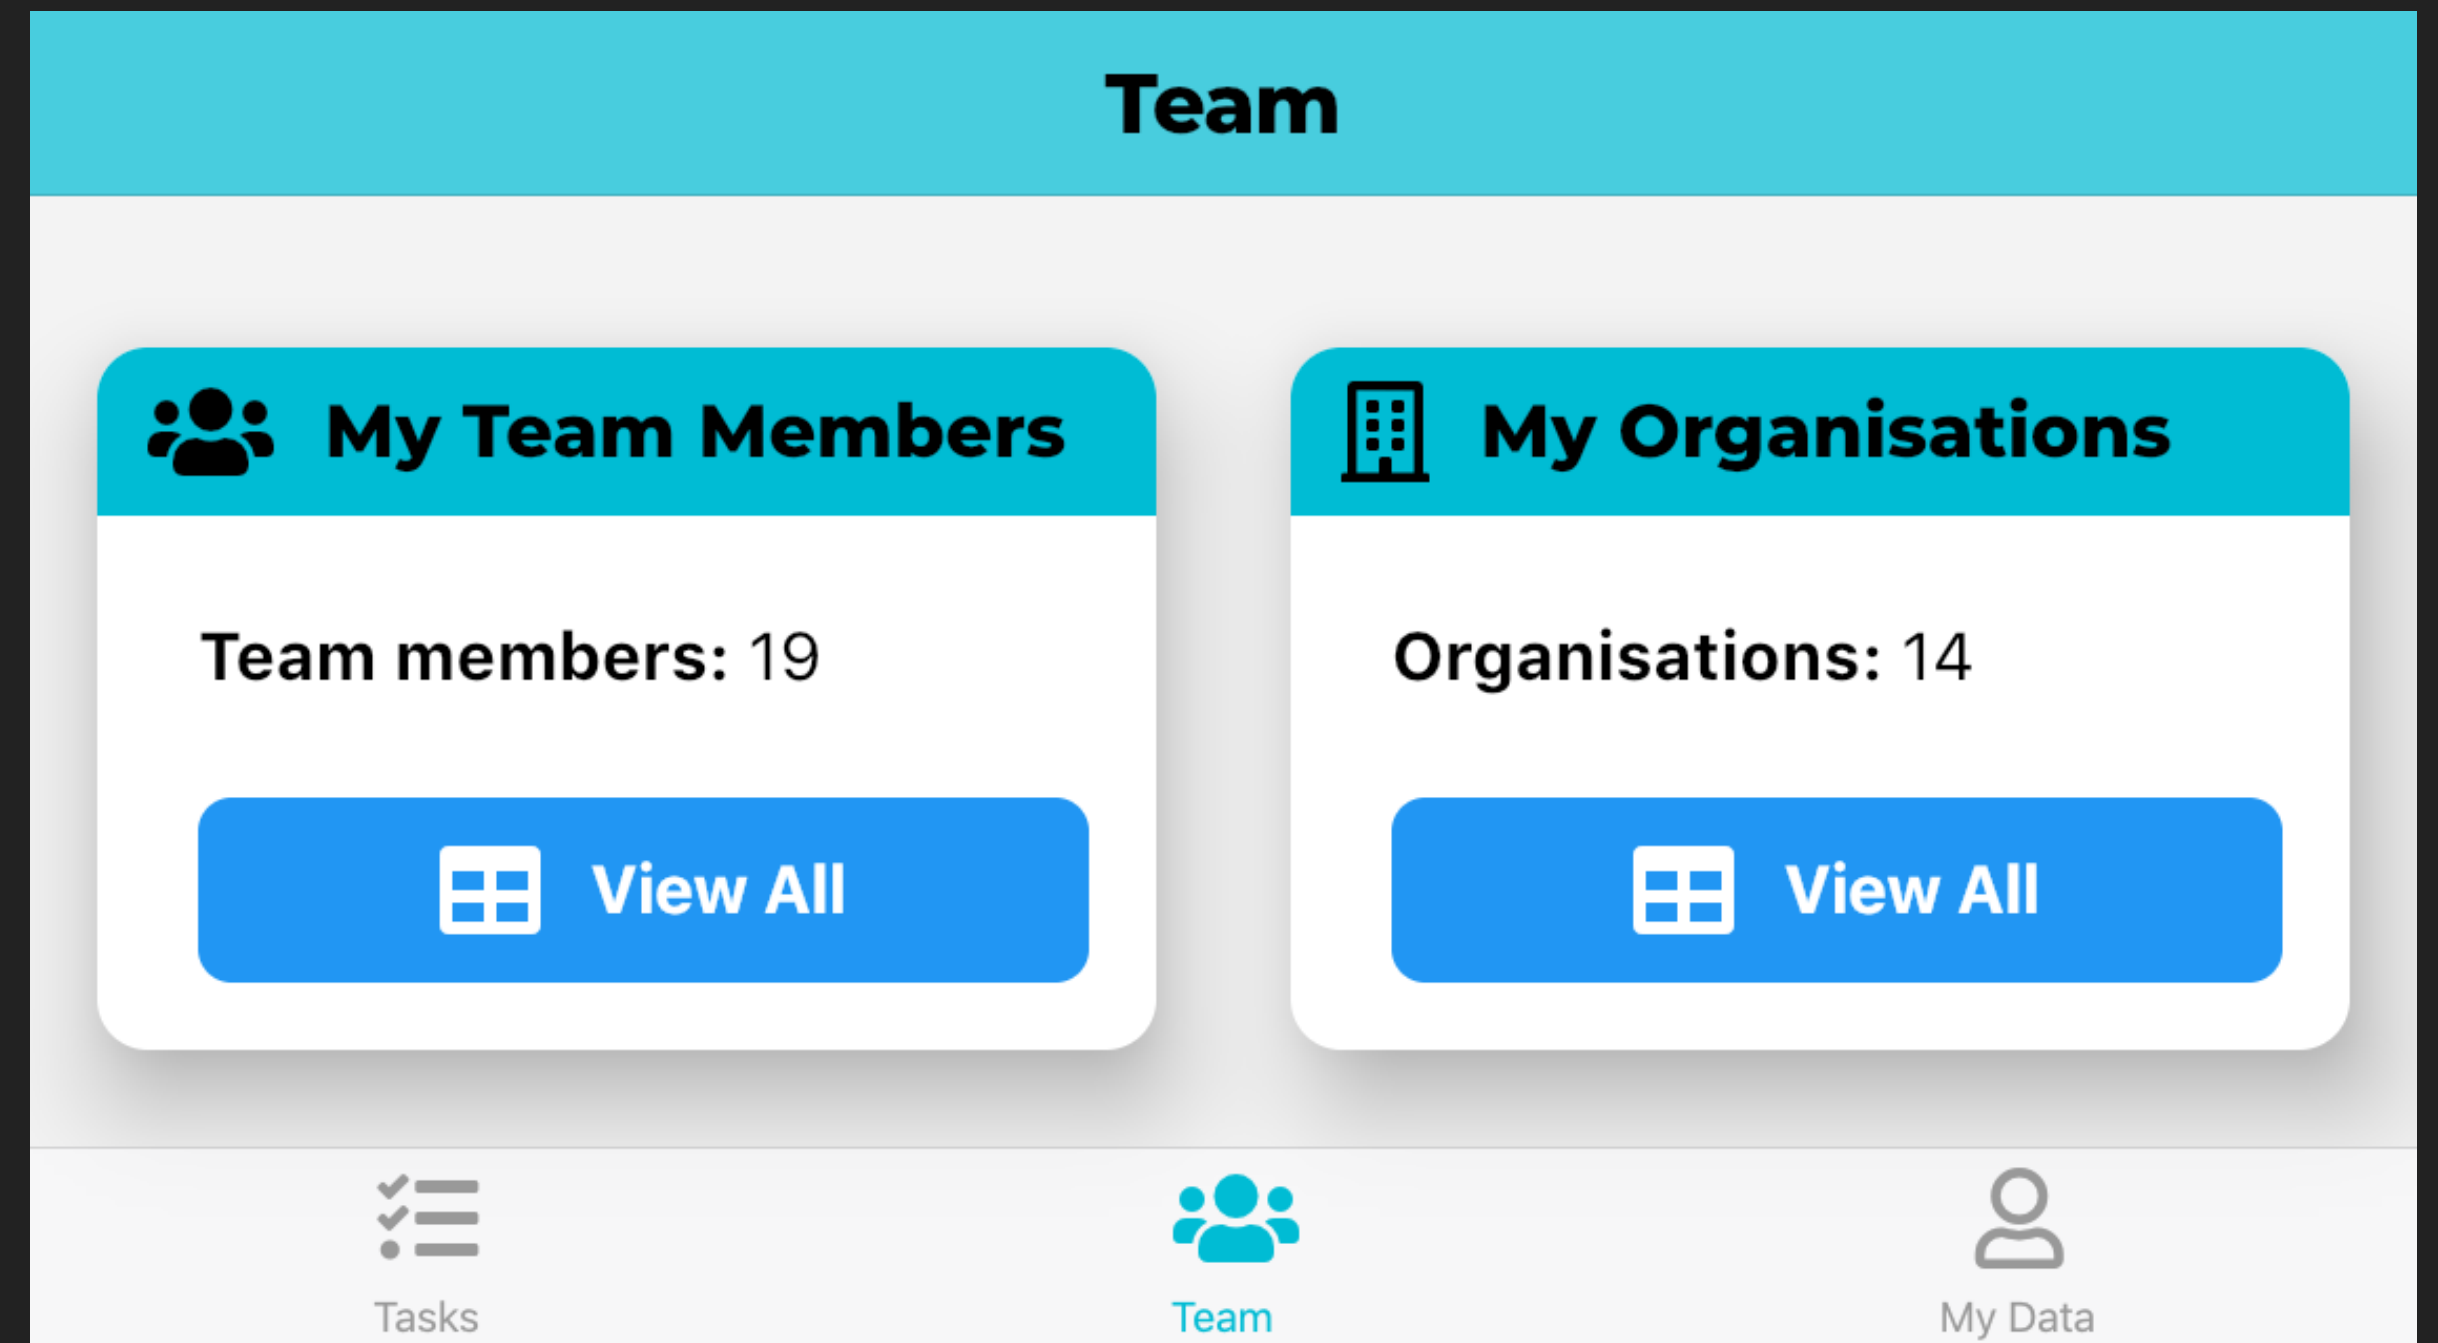 Team
My Team Members
Team members: 19
View All
My Organisations
Organisations: 14
View All
Tasks
Team
My Data